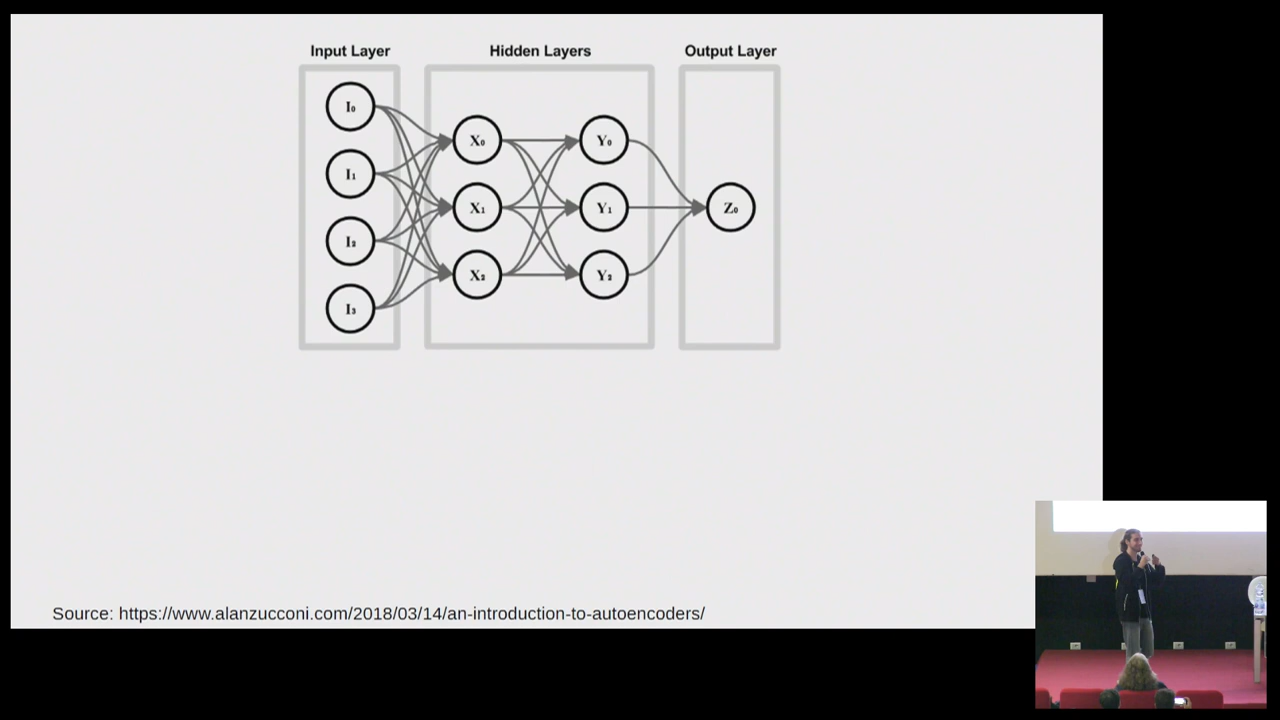 Input Layer
Hidden Layers
Output Layer
I₀
X₀
Y₀
I₁
X₁
Y₁
Z₀
I₂
X₂
Y₂
I₃
Source: https://www.alanzucconi.com/2018/03/14/an-introduction-to-autoencoders/